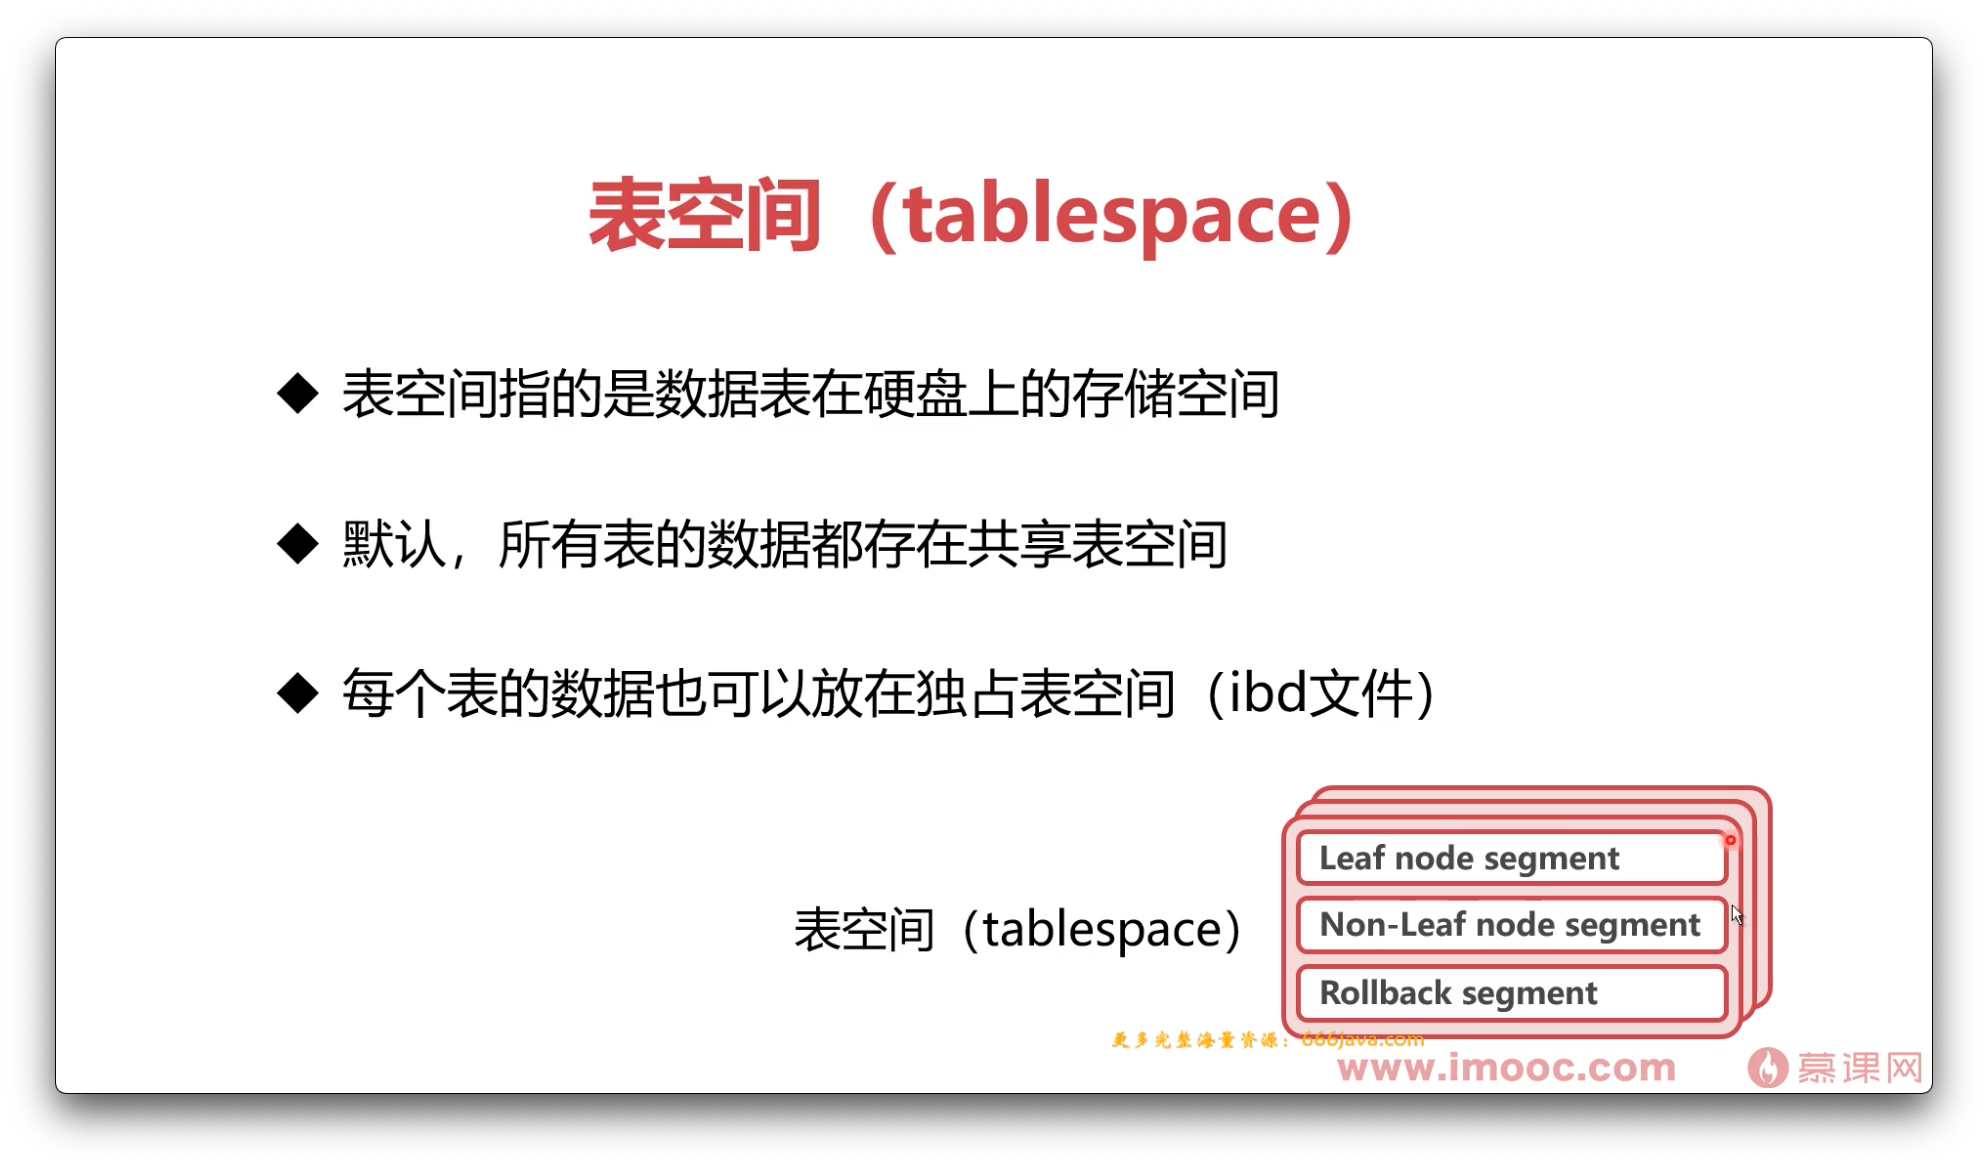 表空间（tablespace）
◆ 表空间指的是数据表在硬盘上的存储空间
◆ 默认，所有表的数据都存在共享表空间
◆ 每个表的数据也可以放在独占表空间（ibd文件）
表空间（tablespace）
Leaf node segment
Non-Leaf node segment
Rollback segment
更多完整海量资源：666java.com
www.imooc.com
慕课网